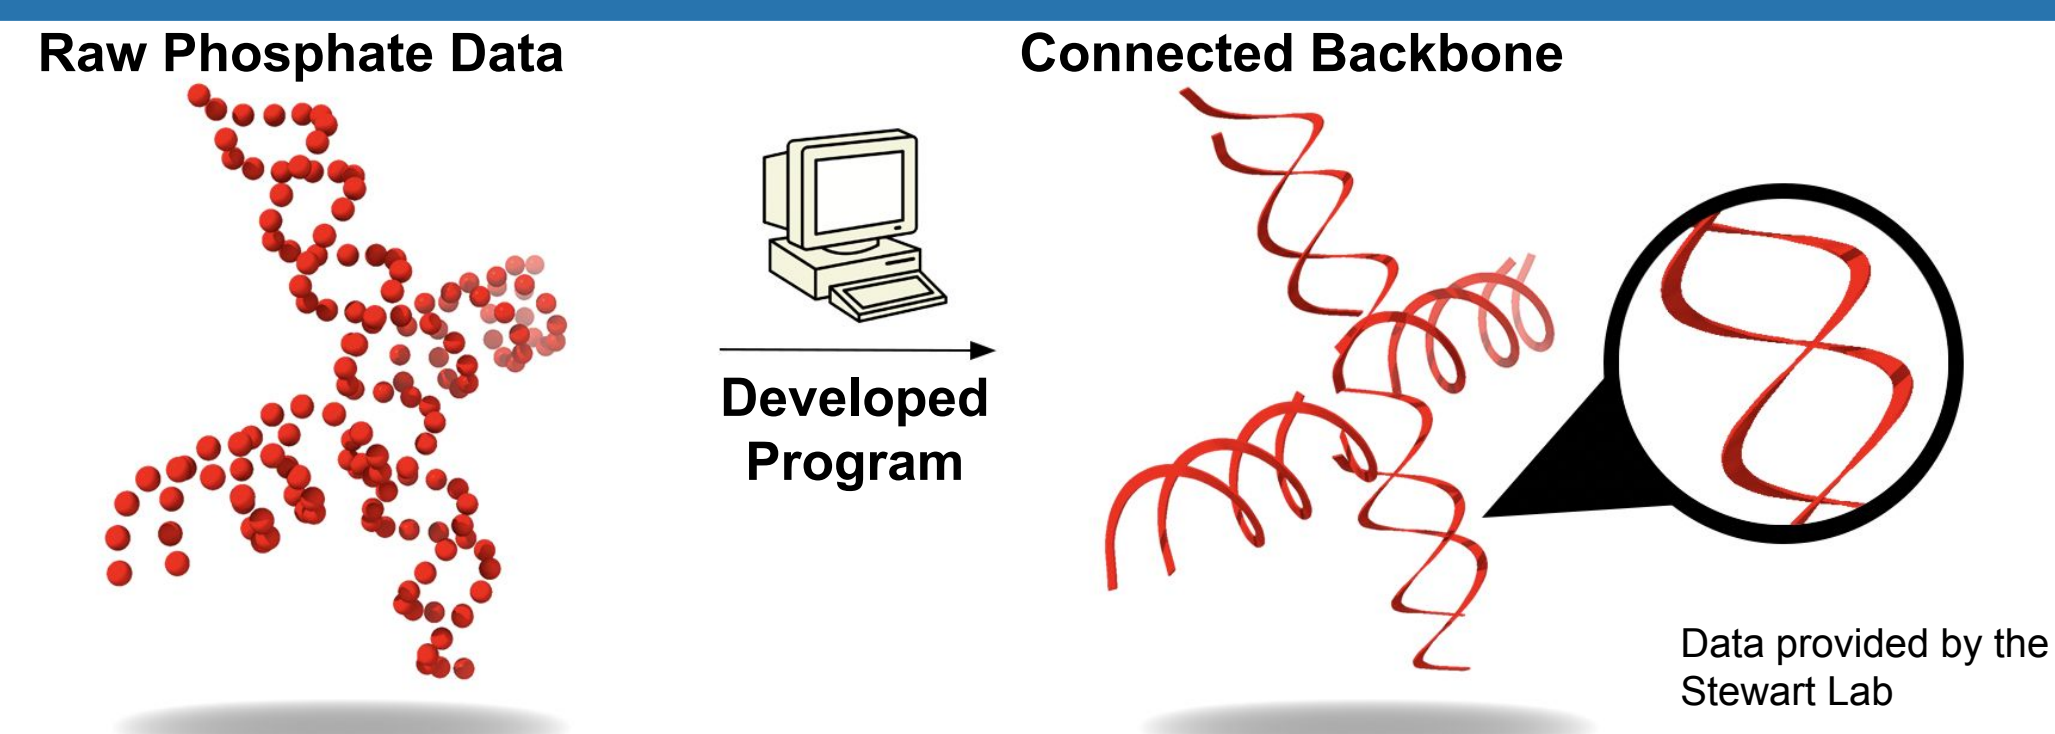 Raw Phosphate Data
Connected Backbone
Developed
Program
Data provided by the
Stewart Lab